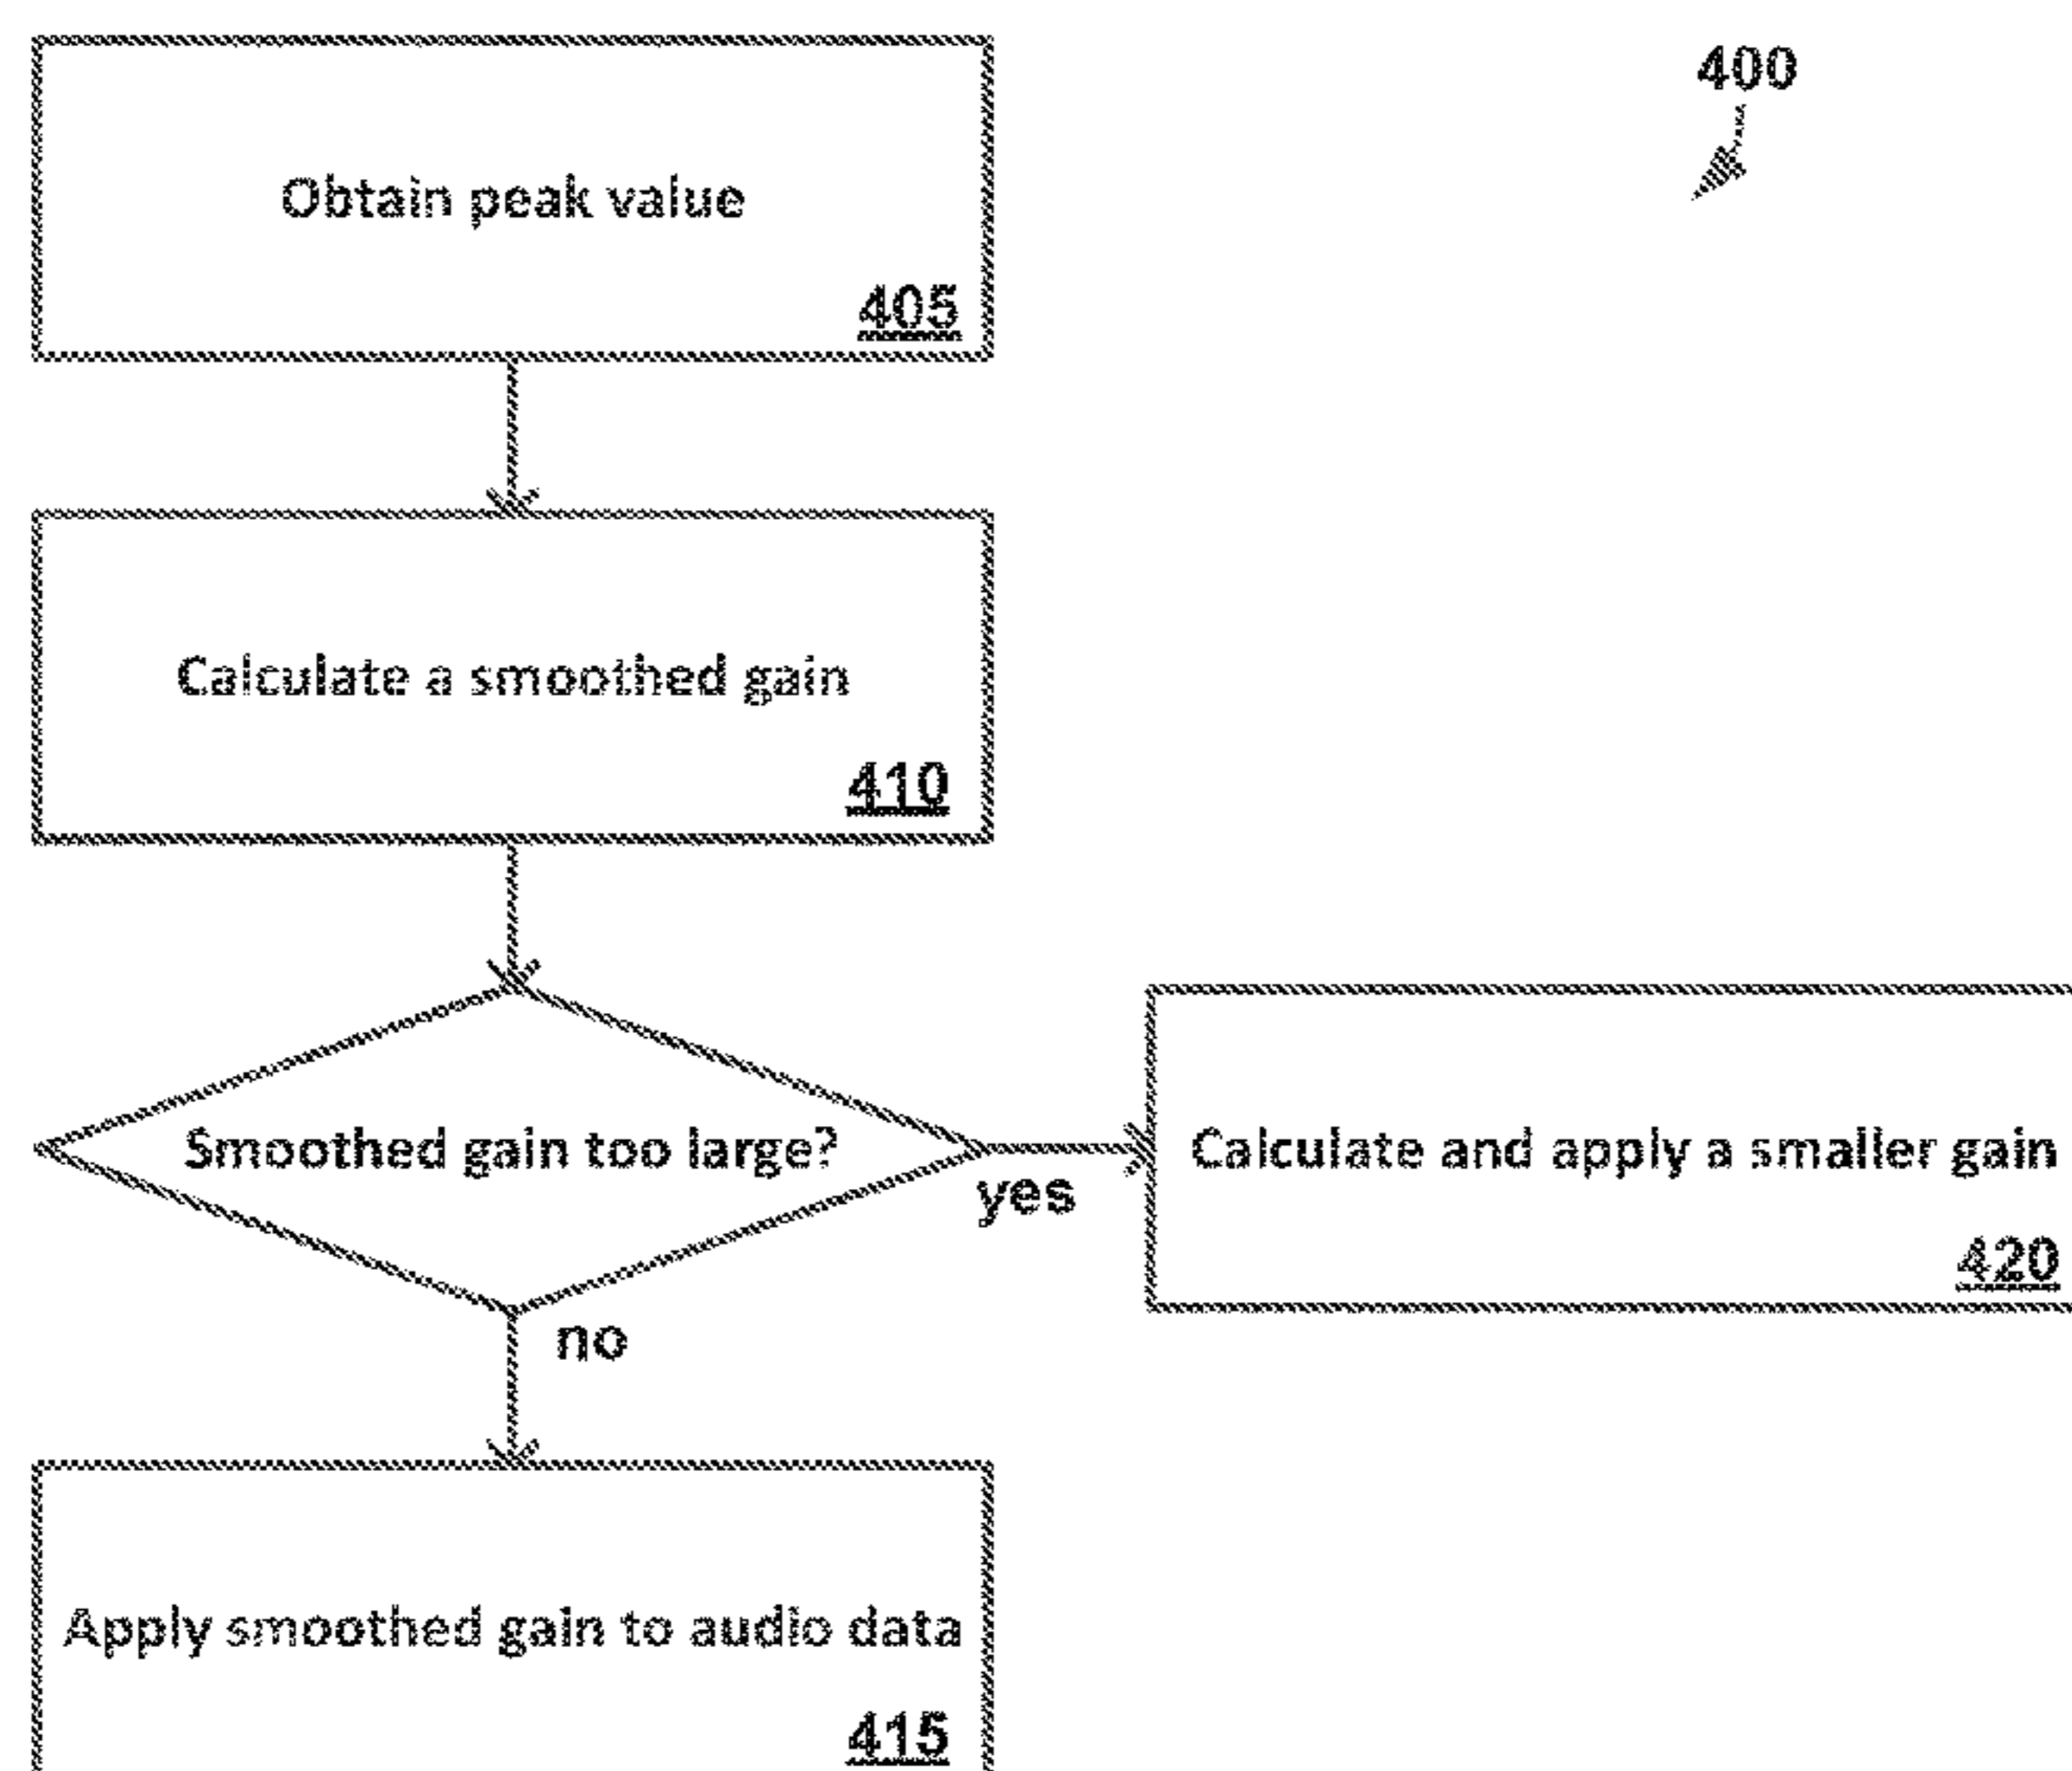 400
Obtain peak value
405
Calculate a smoothed gain
410
Smoothed gain too large?
yes
Calculate and apply a smaller gain
420
no
Apply smoothed gain to audio data
415